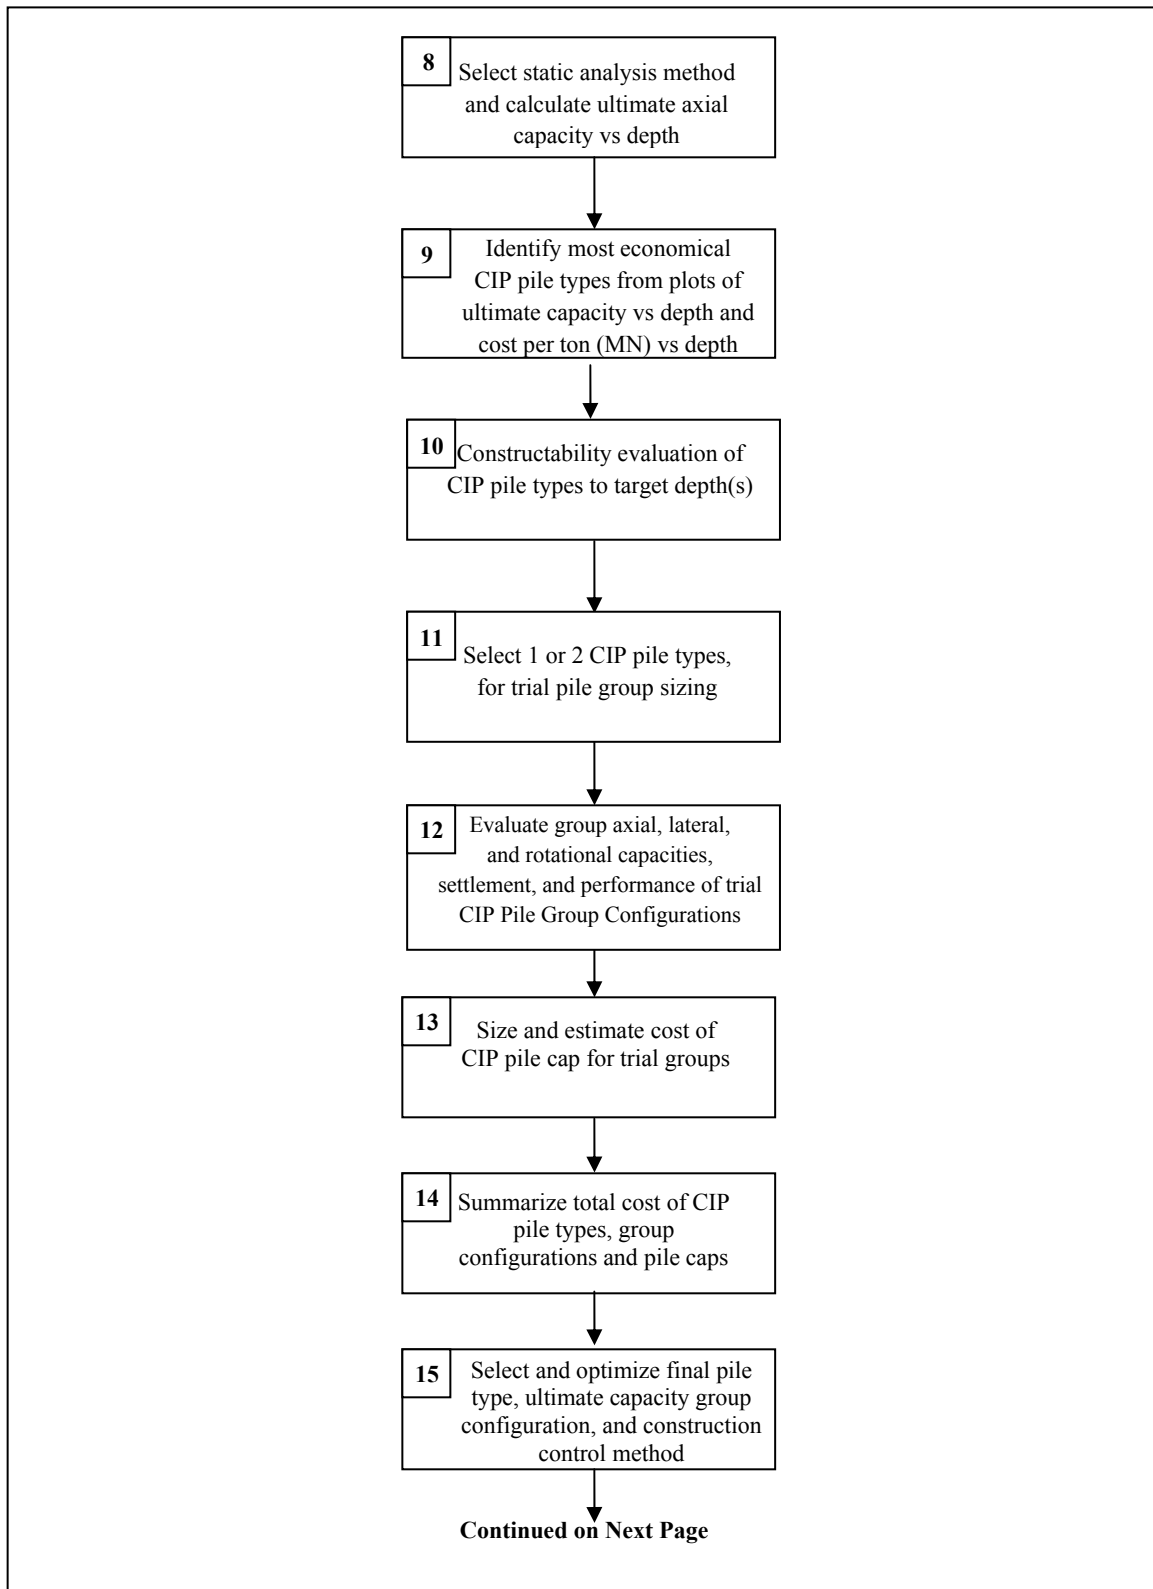 8
Select static analysis method
and calculate ultimate axial
capacity vs depth
9
Identify most economical
CIP pile types from plots of
ultimate capacity vs depth and
cost per ton (MN) vs depth
10
Constructability evaluation of
CIP pile types to target depth(s)
11
Select 1 or 2 CIP pile types,
for trial pile group sizing
12
Evaluate group axial, lateral,
and rotational capacities,
settlement, and performance of trial
CIP Pile Group Configurations
13
Size and estimate cost of
CIP pile cap for trial groups
14
Summarize total cost of CIP
pile types, group
configurations and pile caps
15
Select and optimize final pile
type, ultimate capacity group
configuration, and construction
control method
Continued on Next Page